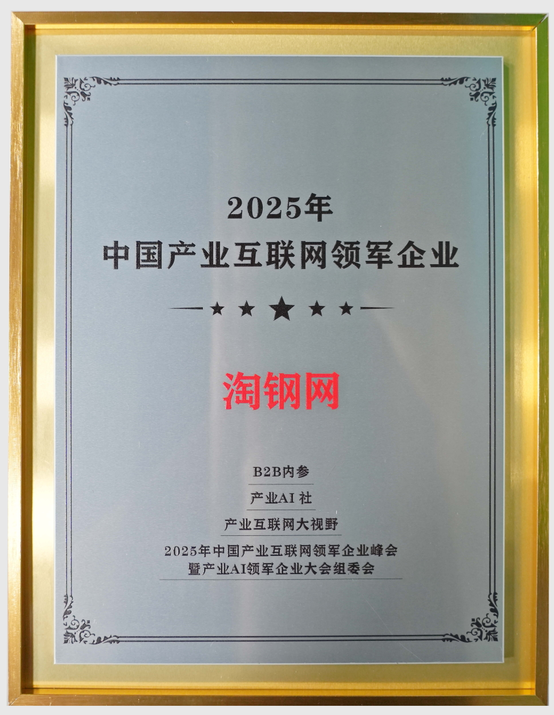 2025年
中国产业互联网领军企业
淘钢网
B2B内参
产业AI 社
产业互联网大视野
2025年中国产业互联网领军企业峰会
暨产业AI领军企业大会组委会